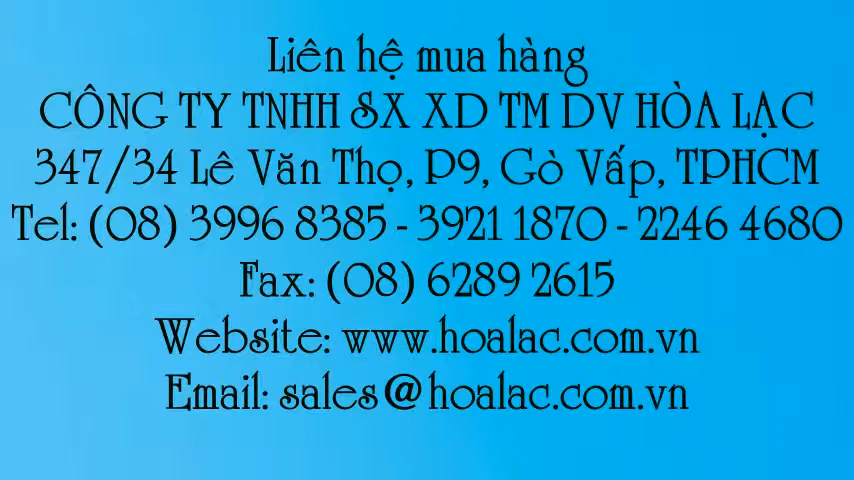 Liên hệ mua hàng
CÔNG TY TNHH SX XD TM DV HÒA LẠC
347/34 Lê Văn Thọ, P9, Gò Vấp, TPHCM
Tel: (08) 3996 8385 - 3921 1870 - 2246 4680
Fax: (08) 6289 2615
Website: www.hoalac.com.vn
Email: sales@hoalac.com.vn